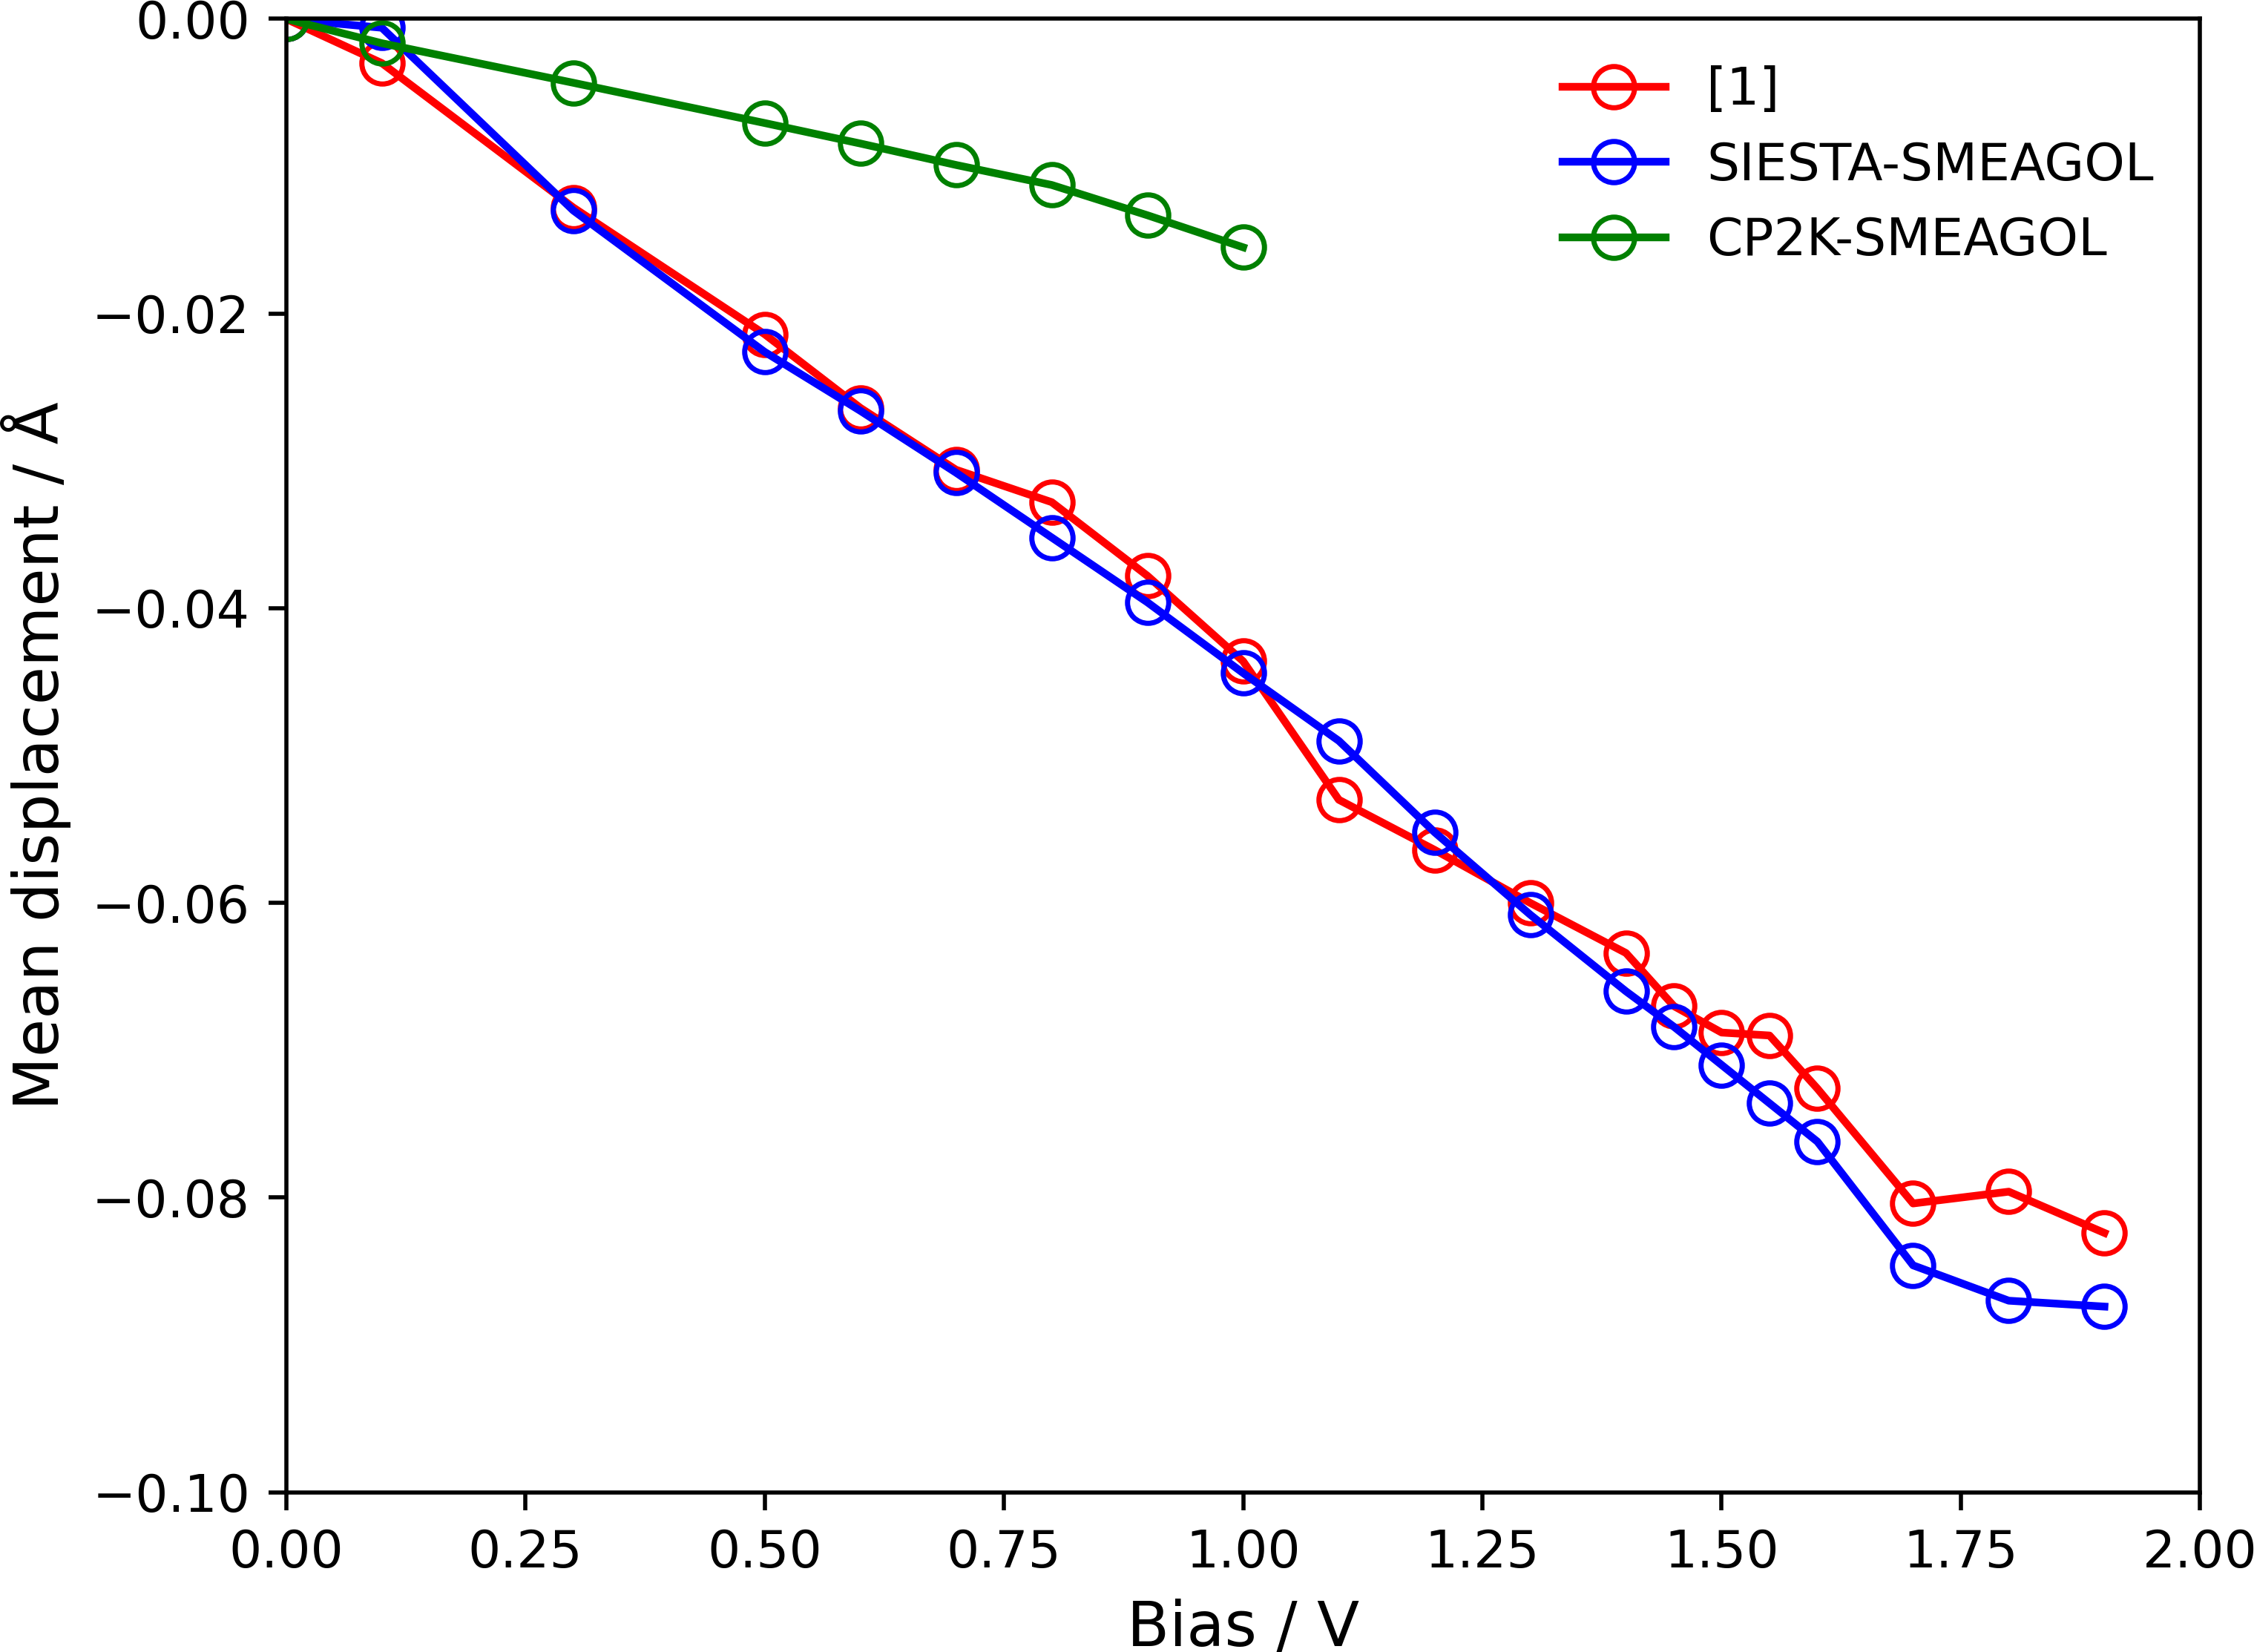 0.00
−0.02
−0.04
−0.06
−0.08
−0.10
Mean displacement / Å
[1]
SIESTA-SMEAGOL
CP2K-SMEAGOL
0.00 0.25 0.50 0.75 1.00 1.25 1.50 1.75 2.00
Bias / V